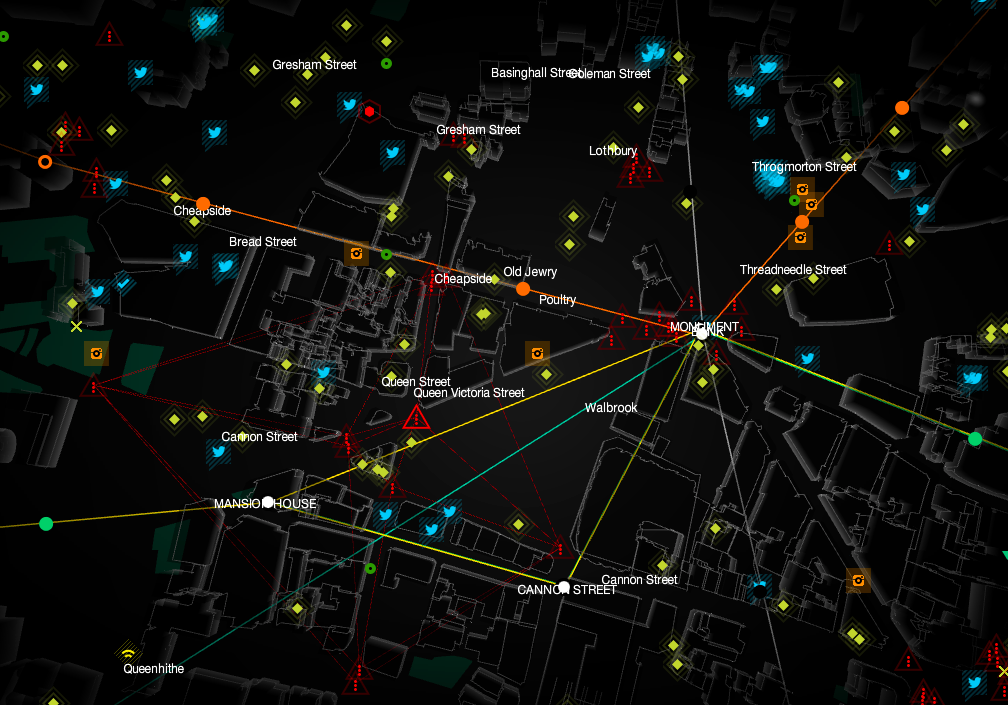 Gresham Street
Basinghall Street
Coleman Street
Gresham Street
Lothbury
Throgmorton Street
Cheapside
Bread Street
Old Jewry
Threadneedle Street
Cheapside
Poultry
MONUMENT
BANK
Queen Street
Queen Victoria Street
Walbrook
Cannon Street
MANSION HOUSE
Cannon Street
CANNON STREET
Queenhithe